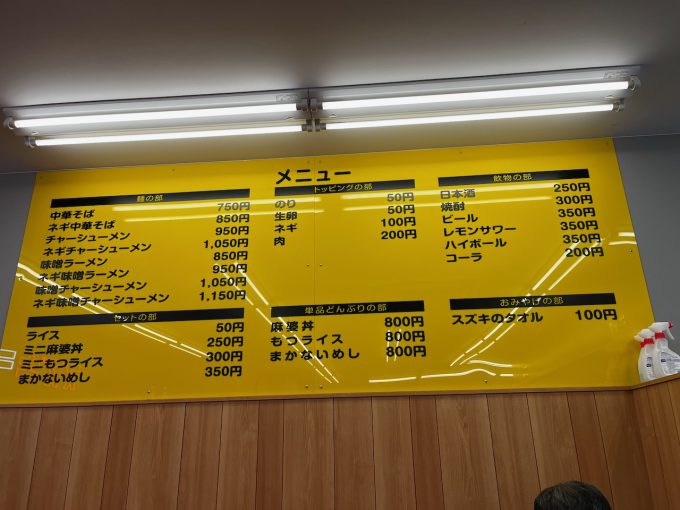 メニュー
麺の部
中華そば 750円
ネギ中華そば 850円
チャーシューメン 950円
ネギチャーシューメン 1,050円
味噌ラーメン 850円
ネギ味噌ラーメン 950円
味噌チャーシューメン 1,050円
ネギ味噌チャーシューメン 1,150円
トッピングの部
のり 50円
生卵 50円
ネギ 100円
肉 200円
飲物の部
日本酒 250円
焼酎 300円
ビール 350円
レモンサワー 350円
ハイボール 350円
コーラ 200円
セットの部
ライス 50円
ミニ麻婆丼 250円
ミニもつライス 300円
まかないめし 350円
単品どんぶりの部
麻婆丼 800円
もつライス 800円
まかないめし 800円
おみやげの部
スズキのタオル 100円